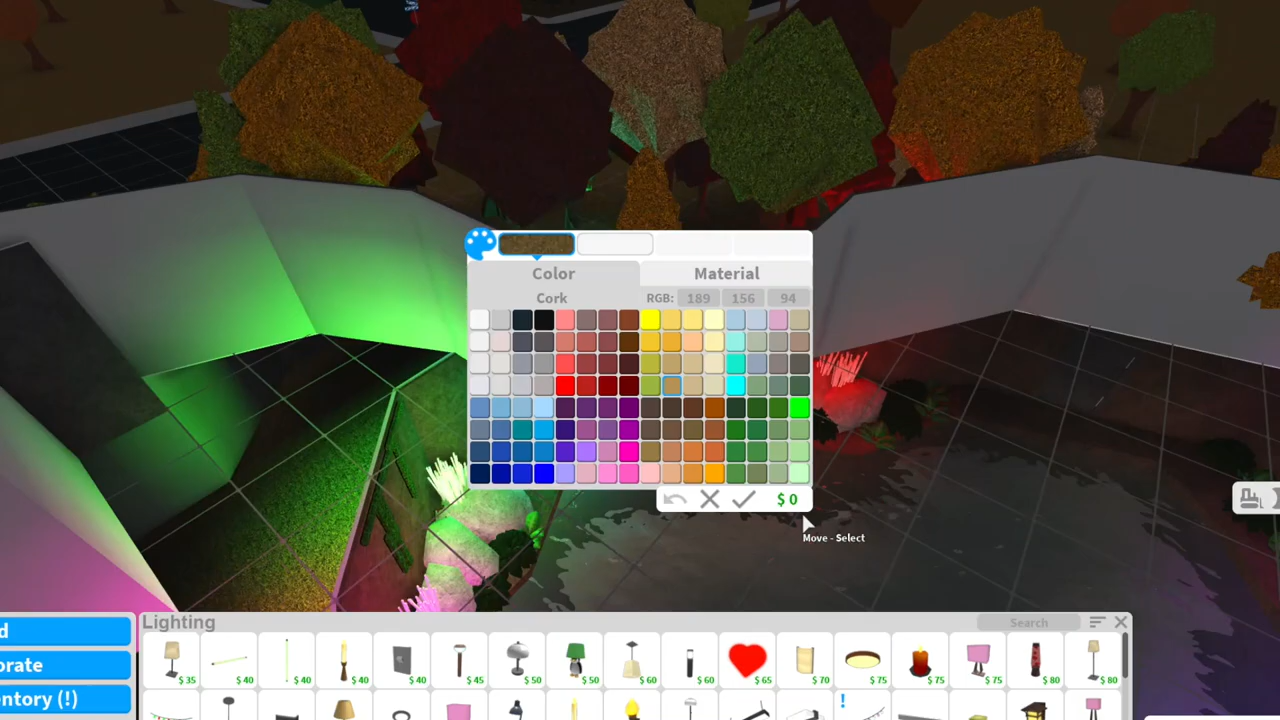 Color
Material
Cork
RGB: 189 156 94
$ 0
Move - Select
d
orate
entory (!)
Lighting
Search
$ 35
$ 40
$ 40
$ 40
$ 40
$ 45
$ 50
$ 50
$ 60
$ 60
$ 65
$ 70
$ 75
$ 75
$ 75
$ 80
$ 80
!